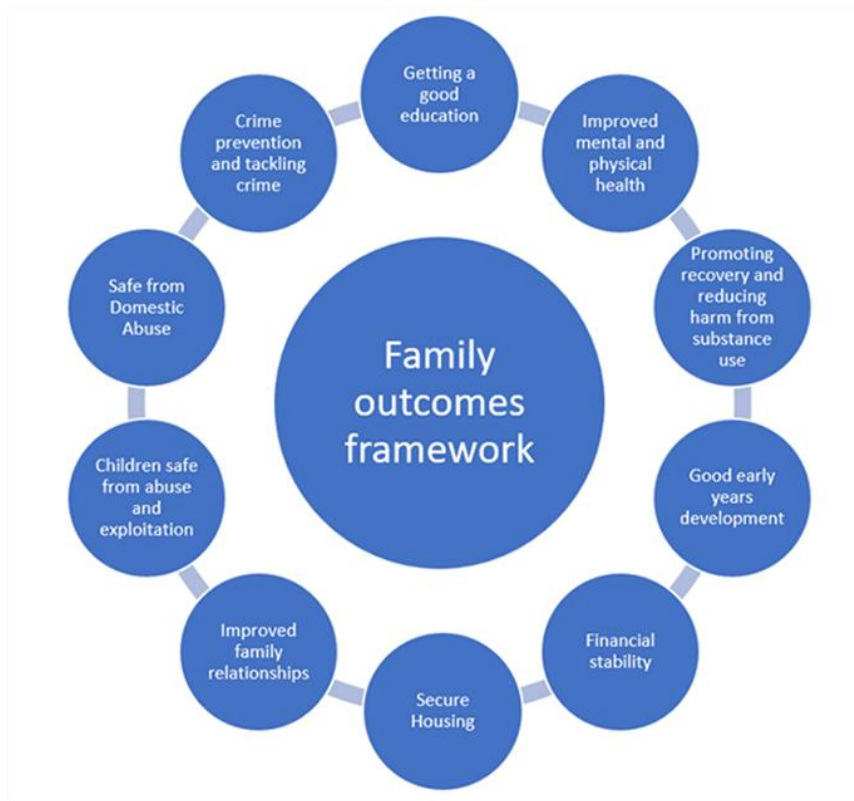 Getting a
good
education
Improved
mental and
physical
health
Promoting
recovery and
reducing
harm from
substance
use
Good early
years
development
Financial
stability
Secure
Housing
Improved
family
relationships
Children safe
from abuse
and
exploitation
Safe from
Domestic
Abuse
Crime
prevention
and tackling
crime
Family
outcomes
framework